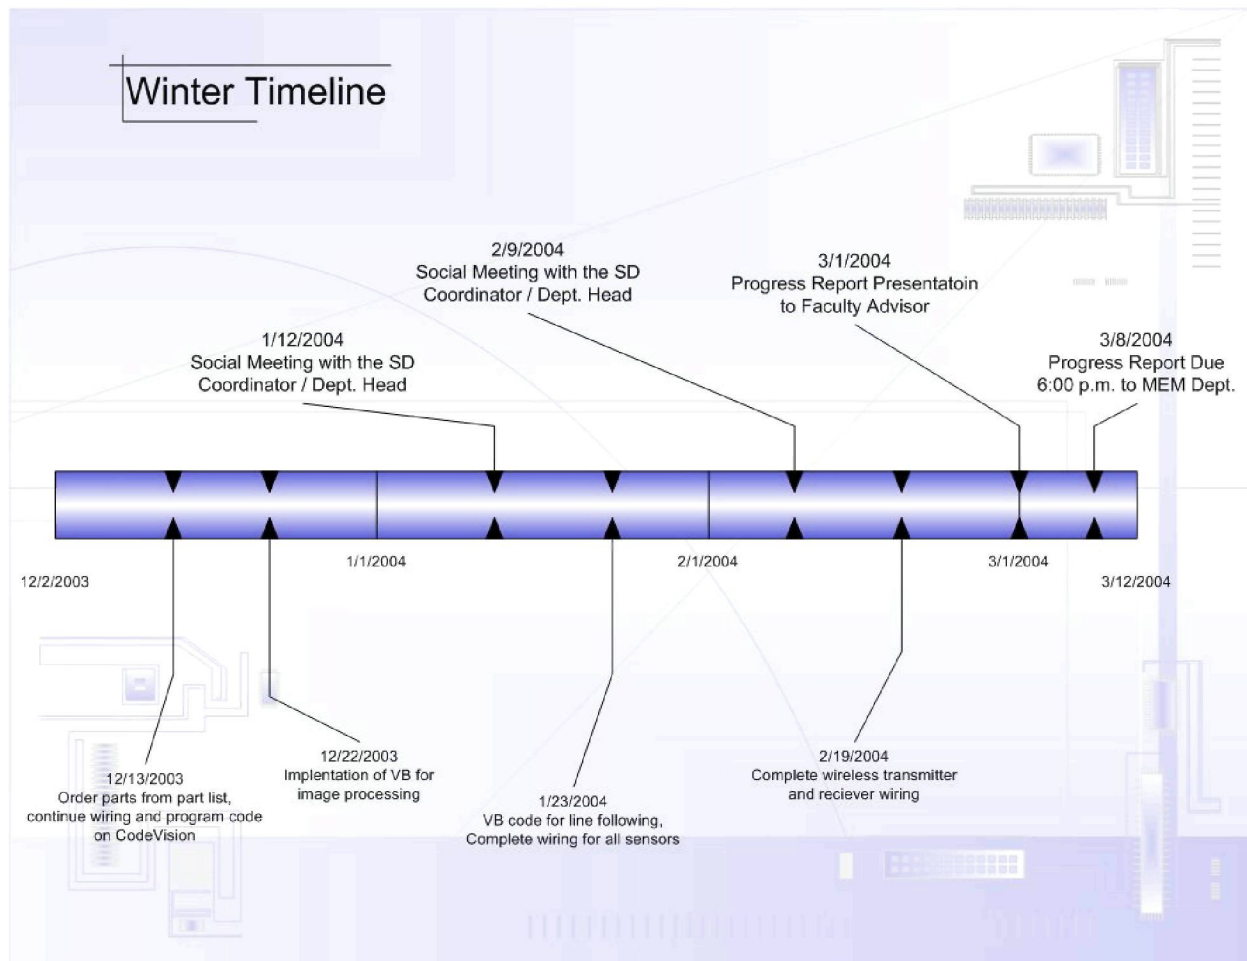 Winter Timeline
2/9/2004
Social Meeting with the SD
Coordinator / Dept. Head
3/1/2004
Progress Report Presentatoin
to Faculty Advisor
1/12/2004
Social Meeting with the SD
Coordinator / Dept. Head
3/8/2004
Progress Report Due
6:00 p.m. to MEM Dept.
12/2/2003
1/1/2004
2/1/2004
3/1/2004
3/12/2004
12/13/2003
Order parts from part list,
continue wiring and program code
on CodeVision
12/22/2003
Implentation of VB for
image processing
1/23/2004
VB code for line following,
Complete wiring for all sensors
2/19/2004
Complete wireless transmitter
and reciever wiring